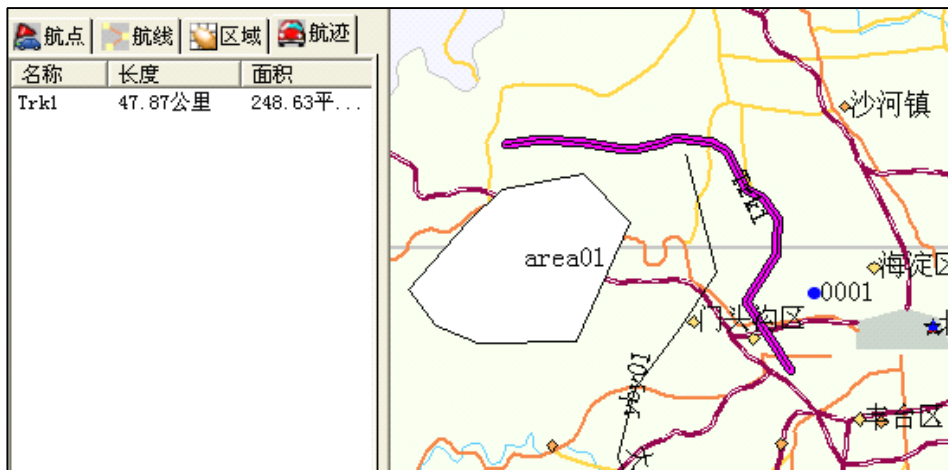 航点 航线 区域 航迹
名称 长度 面积
Trk1 47.87公里 248.63平...
沙河镇
Trk1
area01
海淀区
0001
门头沟区
丰台区